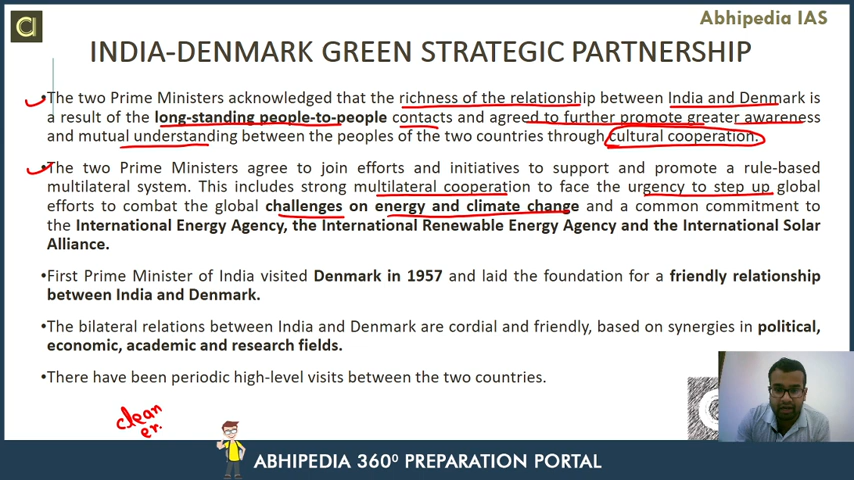 Abhipedia IAS
a
INDIA-DENMARK GREEN STRATEGIC PARTNERSHIP
•The two Prime Ministers acknowledged that the richness of the relationship between India and Denmark is
a result of the long-standing people-to-people contacts and agreed to further promote greater awareness
and mutual understanding between the peoples of the two countries through cultural cooperation.
•The two Prime Ministers agree to join efforts and initiatives to support and promote a rule-based
multilateral system. This includes strong multilateral cooperation to face the urgency to step up global
efforts to combat the global challenges on energy and climate change and a common commitment to
the International Energy Agency, the International Renewable Energy Agency and the International Solar
Alliance.
•First Prime Minister of India visited Denmark in 1957 and laid the foundation for a friendly relationship
between India and Denmark.
•The bilateral relations between India and Denmark are cordial and friendly, based on synergies in political,
economic, academic and research fields.
•There have been periodic high-level visits between the two countries.
clean
er.
ABHIPEDIA 360⁰ PREPARATION PORTAL